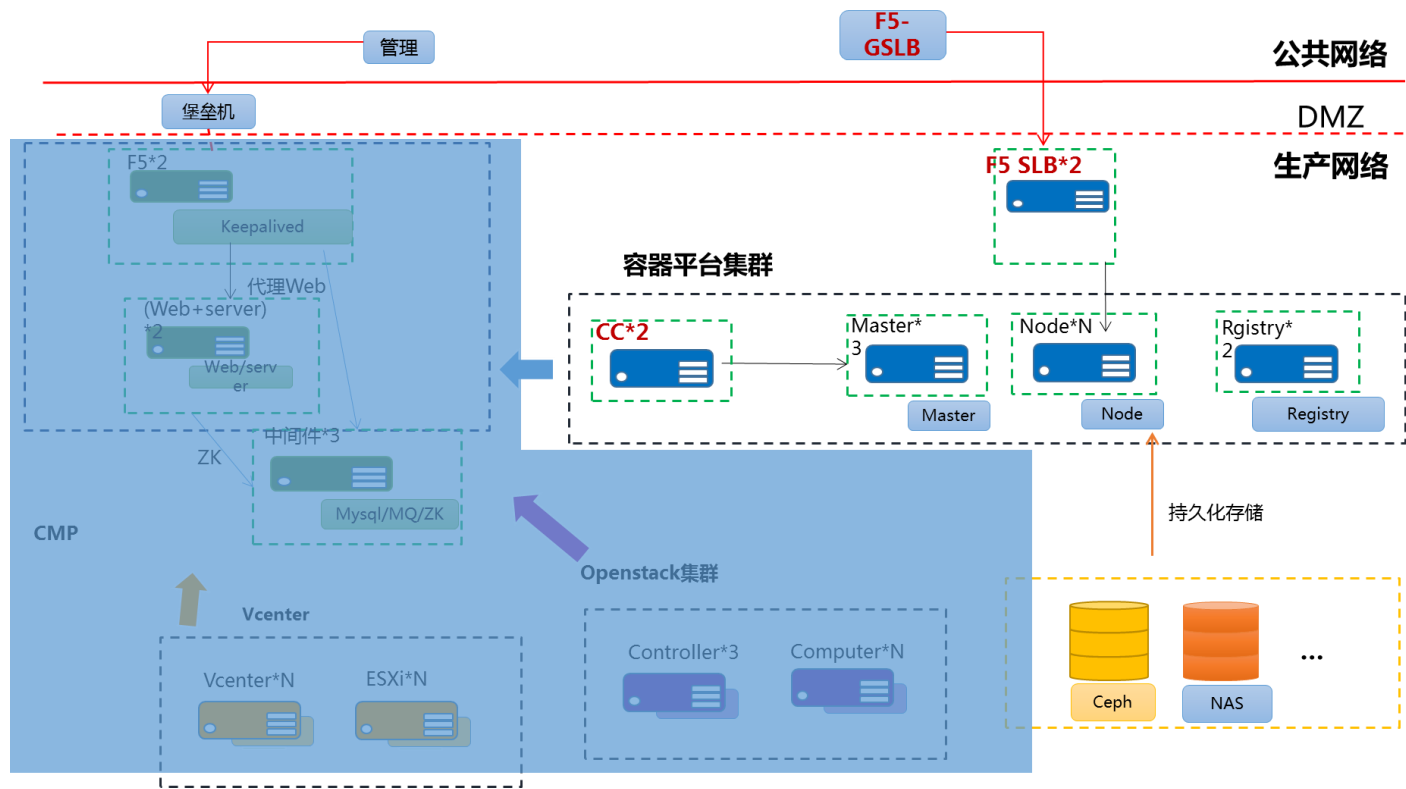 管理
F5-
GSLB
公共网络
堡垒机
DMZ
生产网络
F5*2
Keepalived
代理Web
(Web+server)
*2
Web/serv
er
中间件*3
ZK
Mysql/MQ/ZK
CMP
F5 SLB*2
容器平台集群
CC*2
Master*
3
Master
Node*N
Node
Rgistry*
2
Registry
持久化存储
Openstack集群
Controller*3
Computer*N
Vcenter
Vcenter*N
ESXi*N
Ceph
NAS
...